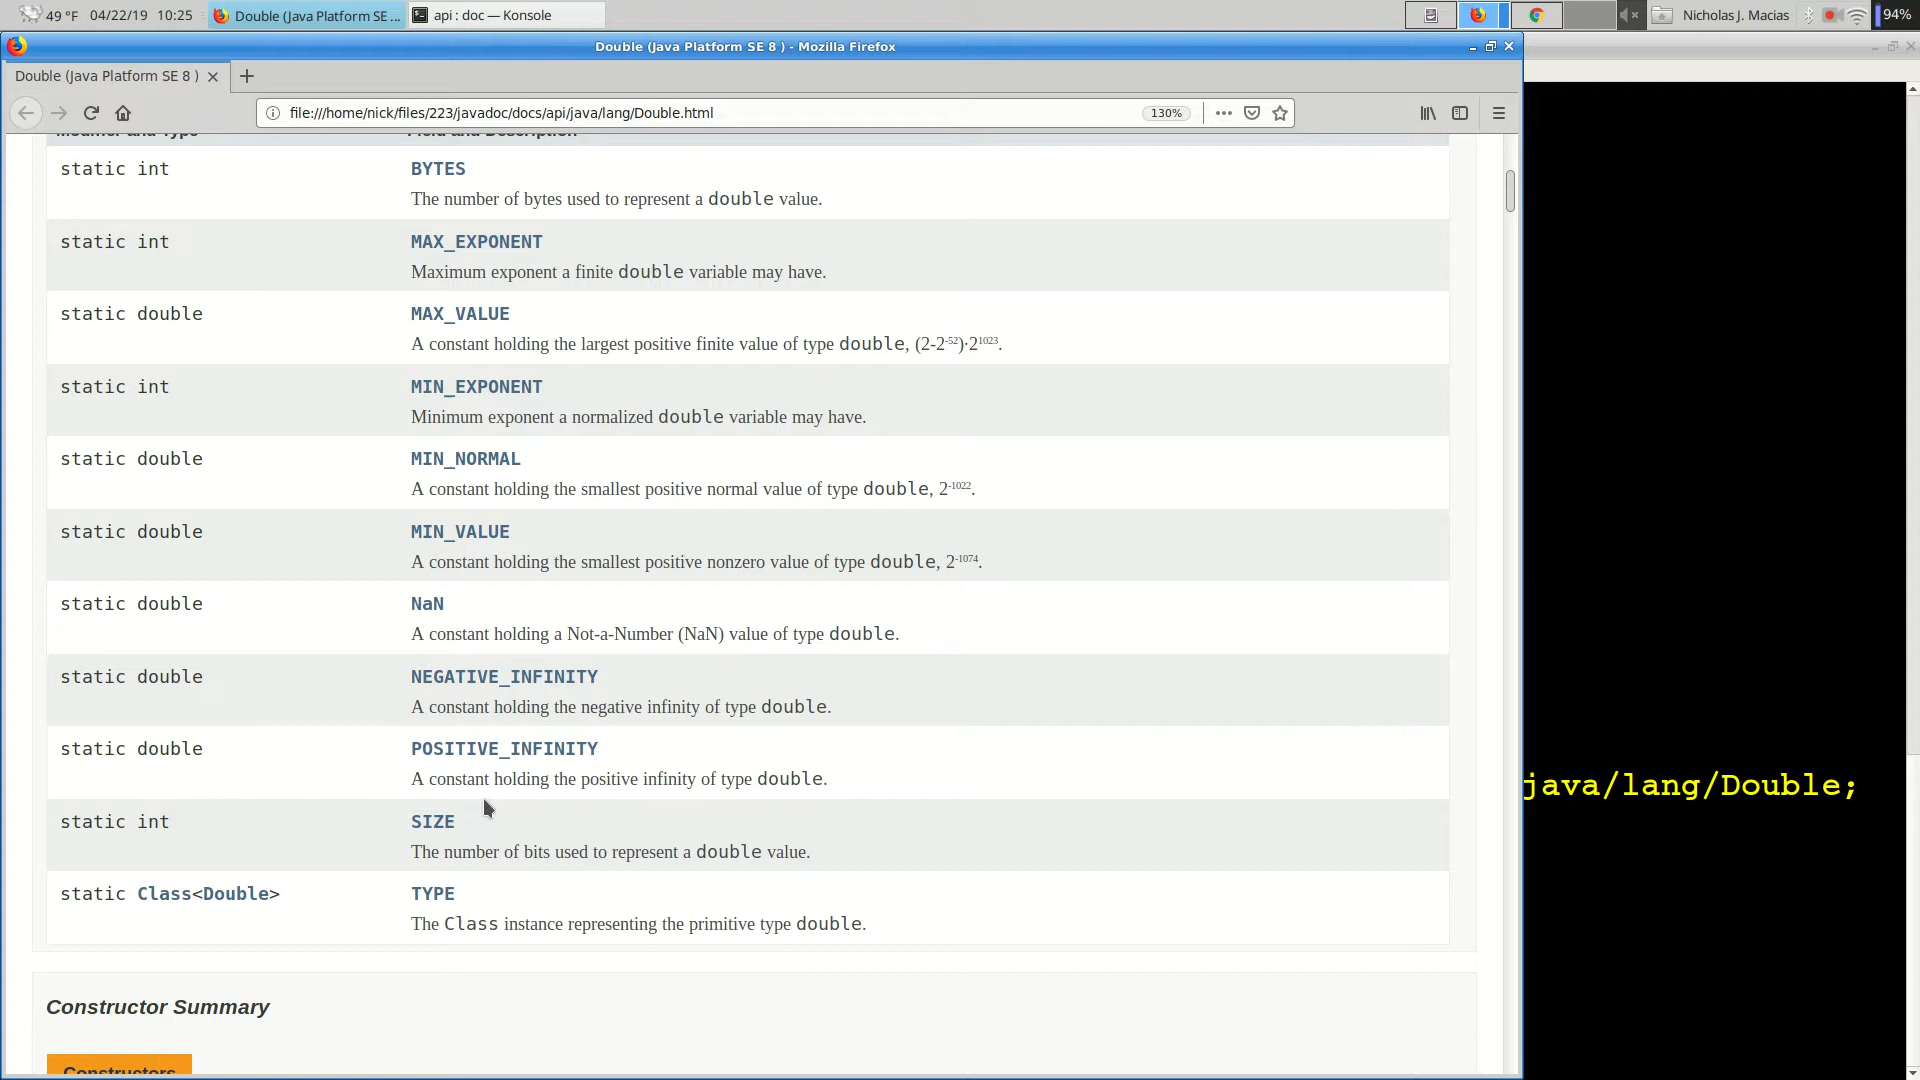 49 °F 04/22/19 10:25 Double (Java Platform SE ... api : doc — Konsole Nicholas J. Macias 94%
Double (Java Platform SE 8 ) - Mozilla Firefox
Double (Java Platform SE 8 )
file:///home/nick/files/223/javadoc/docs/api/java/lang/Double.html 130%
Modifier and Type Field and Description
static int BYTES
The number of bytes used to represent a double value.
static int MAX_EXPONENT
Maximum exponent a finite double variable may have.
static double MAX_VALUE
A constant holding the largest positive finite value of type double, (2-2-52)·21023.
static int MIN_EXPONENT
Minimum exponent a normalized double variable may have.
static double MIN_NORMAL
A constant holding the smallest positive normal value of type double, 2-1022.
static double MIN_VALUE
A constant holding the smallest positive nonzero value of type double, 2-1074.
static double NaN
A constant holding a Not-a-Number (NaN) value of type double.
static double NEGATIVE_INFINITY
A constant holding the negative infinity of type double.
static double POSITIVE_INFINITY
A constant holding the positive infinity of type double.
java/lang/Double;
static int SIZE
The number of bits used to represent a double value.
static Class<Double> TYPE
The Class instance representing the primitive type double.
Constructor Summary
Constructors